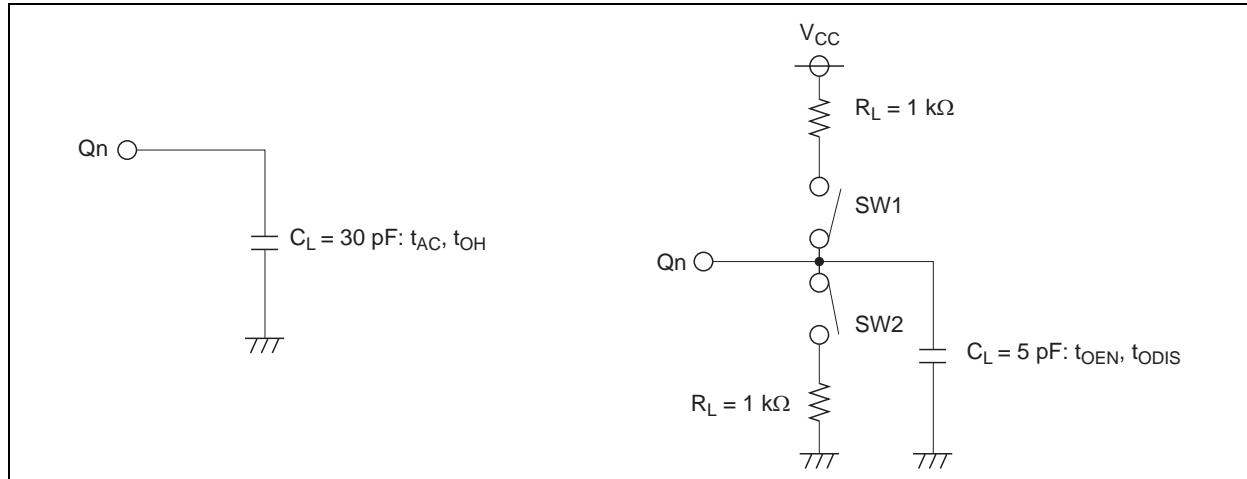 Qn
C_L = 30 pF: t_AC, t_OH
V_CC
R_L = 1 kΩ
SW1
Qn
SW2
C_L = 5 pF: t_OEN, t_ODIS
R_L = 1 kΩ